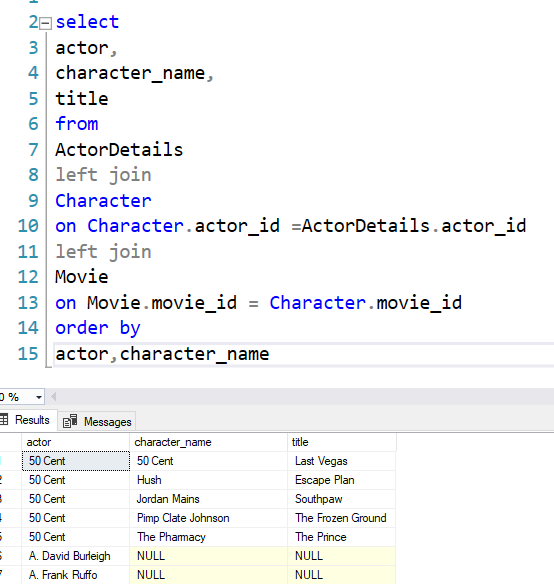 2 select
3 actor,
4 character_name,
5 title
6 from
7 ActorDetails
8 left join
9 Character
10 on Character.actor_id =ActorDetails.actor_id
11 left join
12 Movie
13 on Movie.movie_id = Character.movie_id
14 order by
15 actor,character_name
0 %
Results Messages
actor character_name title
50 Cent 50 Cent Last Vegas
2 50 Cent Hush Escape Plan
3 50 Cent Jordan Mains Southpaw
4 50 Cent Pimp Clate Johnson The Frozen Ground
5 50 Cent The Pharmacy The Prince
6 A. David Burleigh NULL NULL
7 A. Frank Ruffo NULL NULL